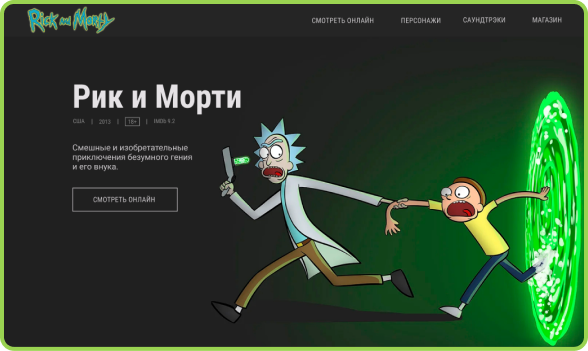 Rick and Morty
СМОТРЕТЬ ОНЛАЙН
ПЕРСОНАЖИ
САУНДТРЭКИ
МАГАЗИН
Рик и Морти
США | 2013 | 18+ | IMDb 9.2
Смешные и изобретательные
приключения безумного гения
и его внука.
СМОТРЕТЬ ОНЛАЙН